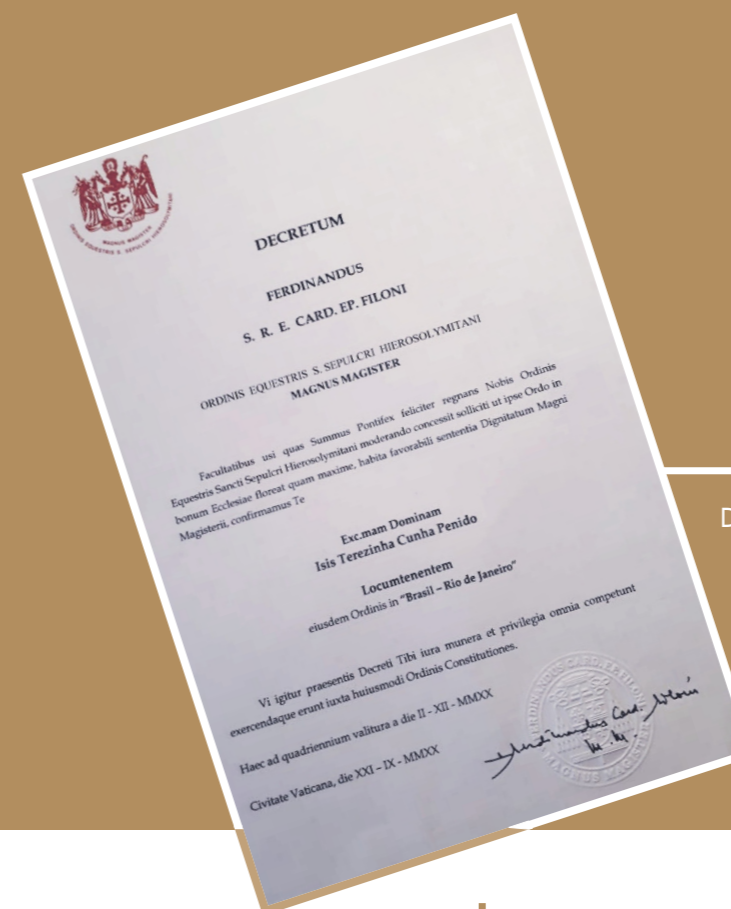 ORDINIS EQUESTRIS S. SEPULCRI HIEROSOLYMITANI
MAGNUS MAGISTER
DECRETUM
FERDINANDUS
S. R. E. CARD. EP. FILONI
ORDINIS EQUESTRIS S. SEPULCRI HIEROSOLYMITANI
MAGNUS MAGISTER
Facultatibus usi quas Summus Pontifex feliciter regnans Nobis Ordinis
Equestris Sancti Sepulcri Hierosolymitani moderando concessit solliciti ut ipse Ordo in
bonum Ecclesiae floreat quam maxime, habita favorabili sententia Dignitatum Magni
Magisterii, confirmamus Te
Exc.mam Dominam
Isis Terezinha Cunha Penido
Locumtenentem
eiusdem Ordinis in "Brasil – Rio de Janeiro"
Vi igitur praesentis Decreti Tibi iura munera et privilegia omnia competunt
exercendaque erunt iuxta huiusmodi Ordinis Constitutiones.
Haec ad quadriennium valitura a die II - XII - MMXX
Civitate Vaticana, die XXI – IX - MMXX
Ferdinandus Card. Filoni
M. M.
FERDINANDUS CARD. EP. FILONI
MAGNUS MAGISTER
D